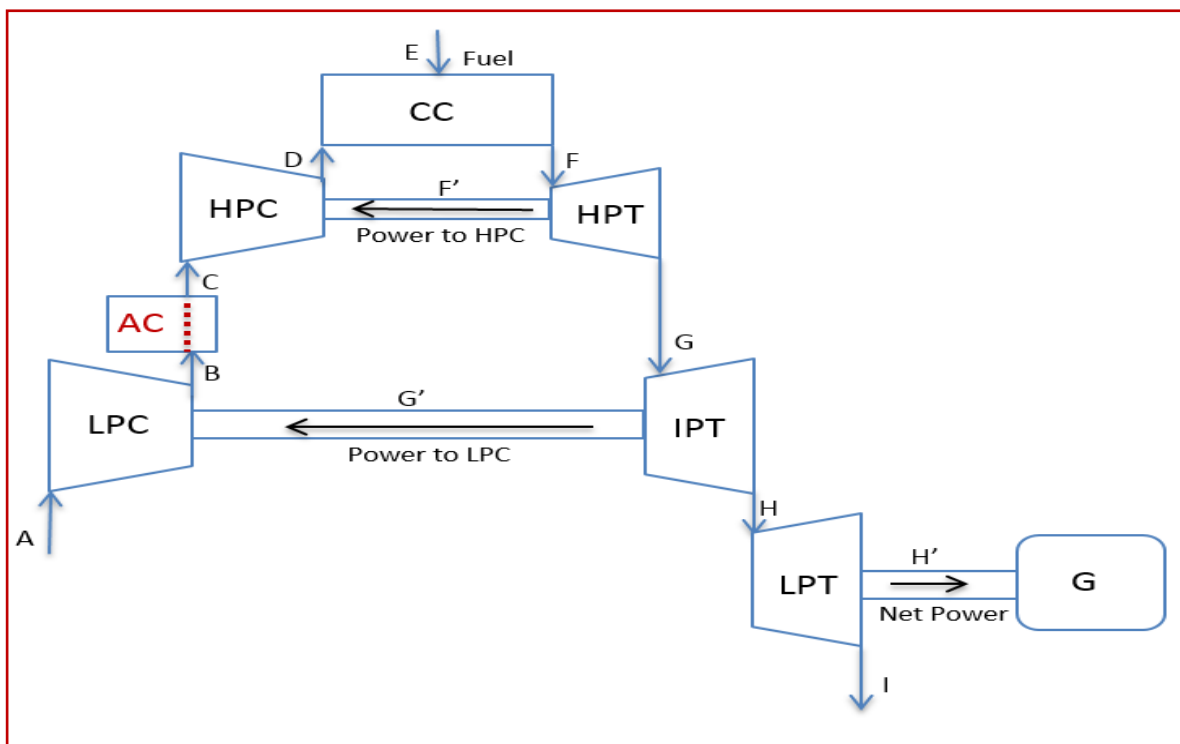 E
Fuel
CC
D
F
F’
HPC
HPT
Power to HPC
C
AC
G
B
G’
LPC
IPT
Power to LPC
H
A
H’
LPT
G
Net Power
I